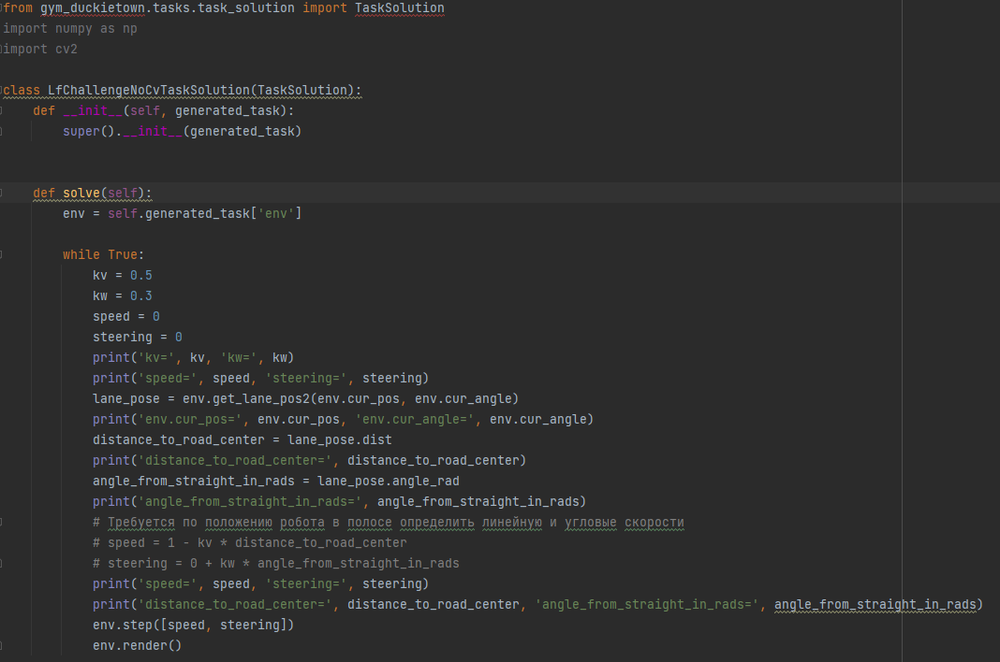 from gym_duckietown.tasks.task_solution import TaskSolution
import numpy as np
import cv2
class LfChallengeNoCvTaskSolution(TaskSolution):
    def __init__(self, generated_task):
        super().__init__(generated_task)
    def solve(self):
        env = self.generated_task['env']
        while True:
            kv = 0.5
            kw = 0.3
            speed = 0
            steering = 0
            print('kv=', kv, 'kw=', kw)
            print('speed=', speed, 'steering=', steering)
            lane_pose = env.get_lane_pos2(env.cur_pos, env.cur_angle)
            print('env.cur_pos=', env.cur_pos, 'env.cur_angle=', env.cur_angle)
            distance_to_road_center = lane_pose.dist
            print('distance_to_road_center=', distance_to_road_center)
            angle_from_straight_in_rads = lane_pose.angle_rad
            print('angle_from_straight_in_rads=', angle_from_straight_in_rads)
            # Требуется по положению робота в полосе определить линейную и угловые скорости
            # speed = 1 - kv * distance_to_road_center
            # steering = 0 + kw * angle_from_straight_in_rads
            print('speed=', speed, 'steering=', steering)
            print('distance_to_road_center=', distance_to_road_center, 'angle_from_straight_in_rads=', angle_from_straight_in_rads)
            env.step([speed, steering])
            env.render()